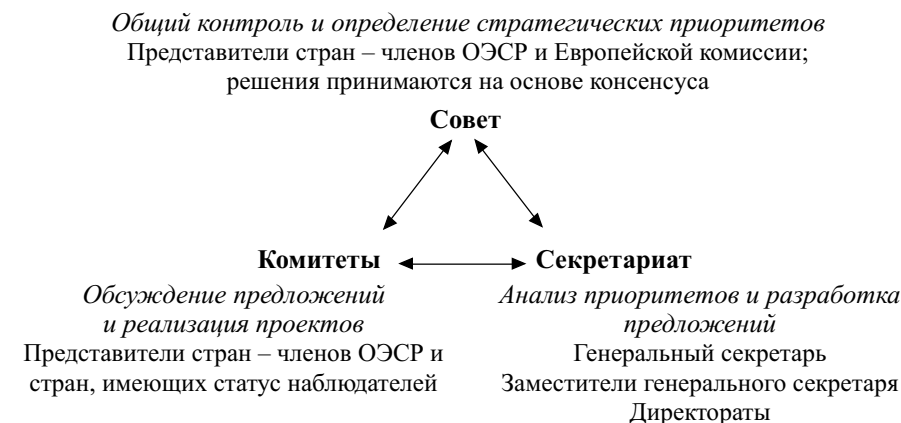 Общий контроль и определение стратегических приоритетов
Представители стран – членов ОЭСР и Европейской комиссии;
решения принимаются на основе консенсуса
Совет
Комитеты
Обсуждение предложений
и реализация проектов
Представители стран – членов ОЭСР и
стран, имеющих статус наблюдателей
Секретариат
Анализ приоритетов и разработка
предложений
Генеральный секретарь
Заместители генерального секретаря
Директораты